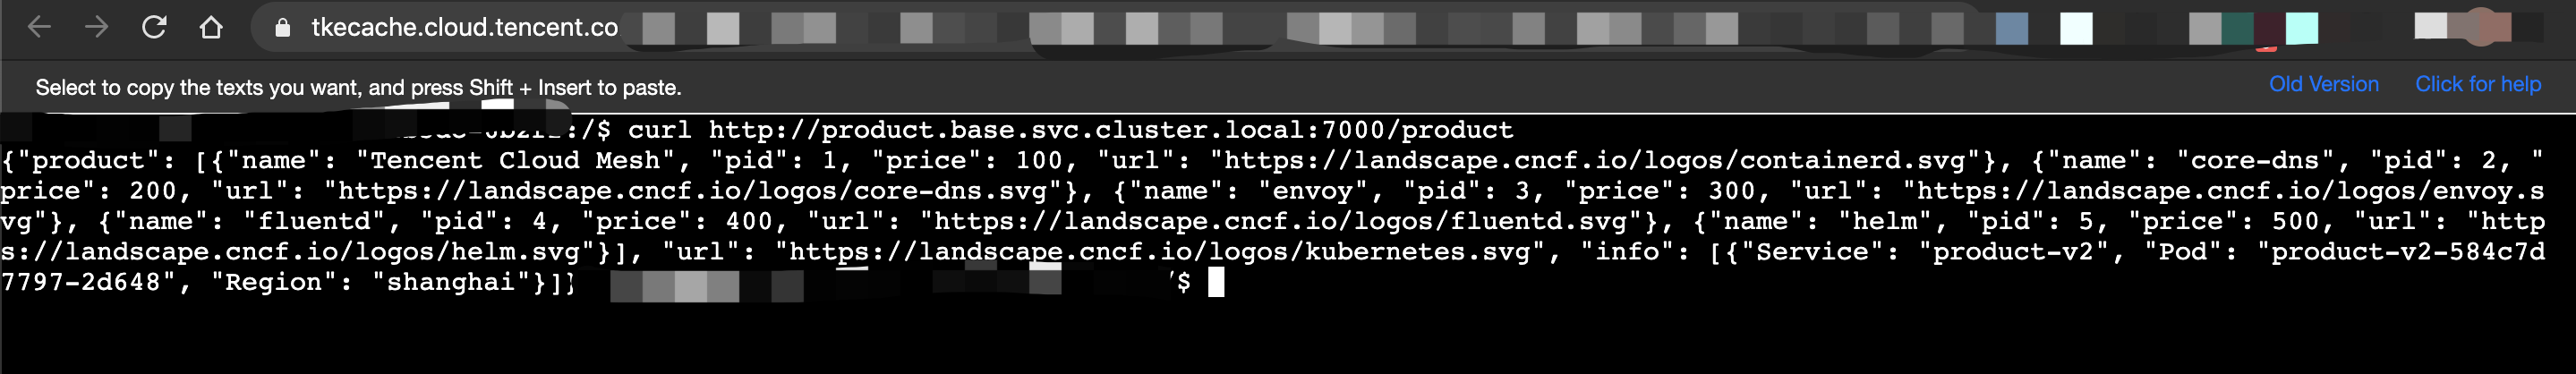 tkecache.cloud.tencent.co
Select to copy the texts you want, and press Shift + Insert to paste.
Old Version
Click for help
:/$ curl http://product.base.svc.cluster.local:7000/product
{"product": [{"name": "Tencent Cloud Mesh", "pid": 1, "price": 100, "url": "https://landscape.cncf.io/logos/containerd.svg"}, {"name": "core-dns", "pid": 2, "
price": 200, "url": "https://landscape.cncf.io/logos/core-dns.svg"}, {"name": "envoy", "pid": 3, "price": 300, "url": "https://landscape.cncf.io/logos/envoy.s
vg"}, {"name": "fluentd", "pid": 4, "price": 400, "url": "https://landscape.cncf.io/logos/fluentd.svg"}, {"name": "helm", "pid": 5, "price": 500, "url": "http
s://landscape.cncf.io/logos/helm.svg"}], "url": "https://landscape.cncf.io/logos/kubernetes.svg", "info": [{"Service": "product-v2", "Pod": "product-v2-584c7d
7797-2d648", "Region": "shanghai"}]} /$